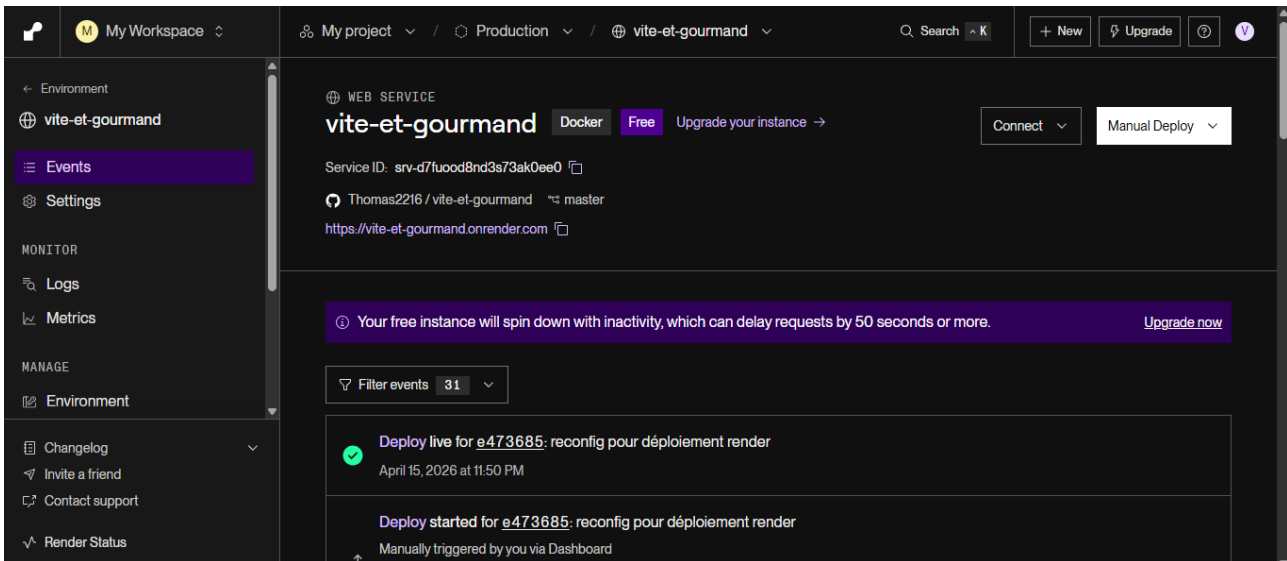 M My Workspace
My project / Production / vite-et-gourmand
Search ^ K
+ New
Upgrade
V
← Environment
vite-et-gourmand
Events
Settings
MONITOR
Logs
Metrics
MANAGE
Environment
Changelog
Invite a friend
Contact support
Render Status
WEB SERVICE
vite-et-gourmand Docker Free Upgrade your instance →
Service ID: srv-d7fuood8nd3s73ak0ee0
Thomas2216 / vite-et-gourmand master
https://vite-et-gourmand.onrender.com
Connect
Manual Deploy
Your free instance will spin down with inactivity, which can delay requests by 50 seconds or more. Upgrade now
Filter events 31
Deploy live for e473685: reconfig pour déploiement render
April 15, 2026 at 11:50 PM
Deploy started for e473685: reconfig pour déploiement render
Manually triggered by you via Dashboard